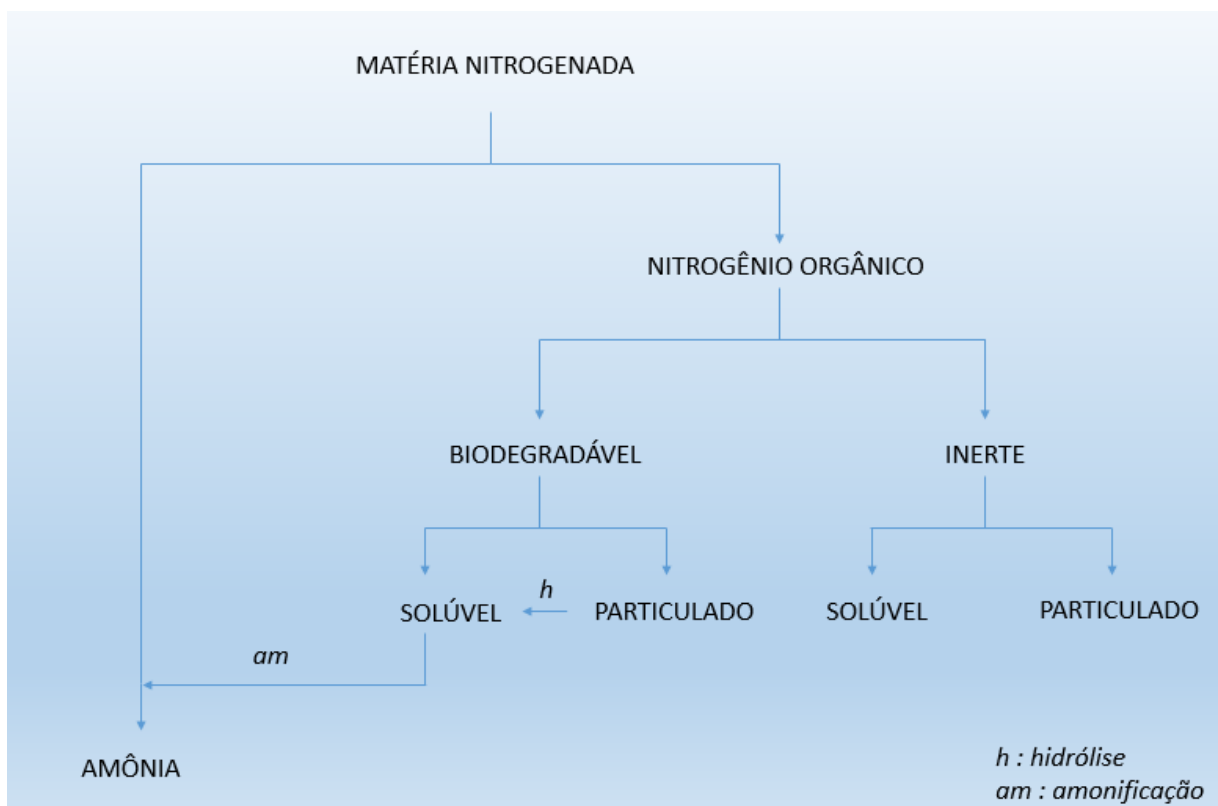 MATÉRIA NITROGENADA
NITROGÊNIO ORGÂNICO
BIODEGRADÁVEL
INERTE
h
SOLÚVEL
PARTICULADO
SOLÚVEL
PARTICULADO
am
AMÔNIA
h : hidrólise
am : amonificação